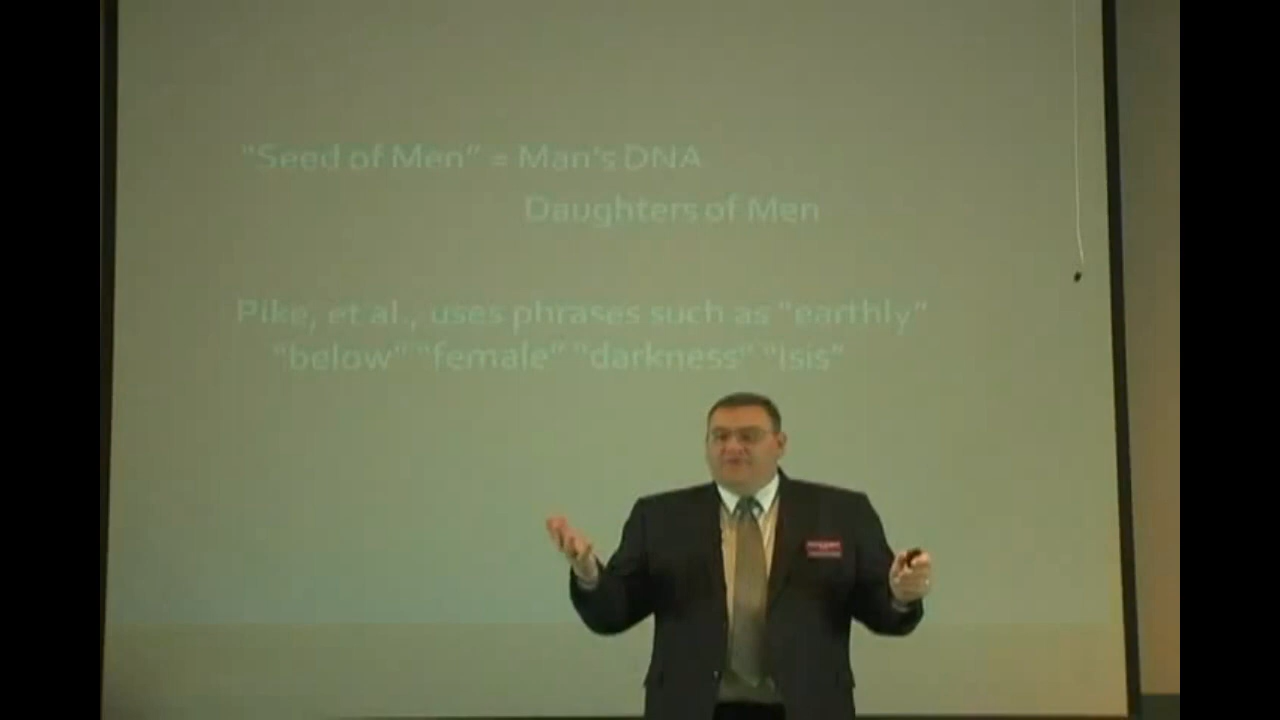 "Seed of Men" = Man's DNA
Daughters of Men
Pike, et al., uses phrases such as "earthly"
"below" "female" "darkness" "Isis"